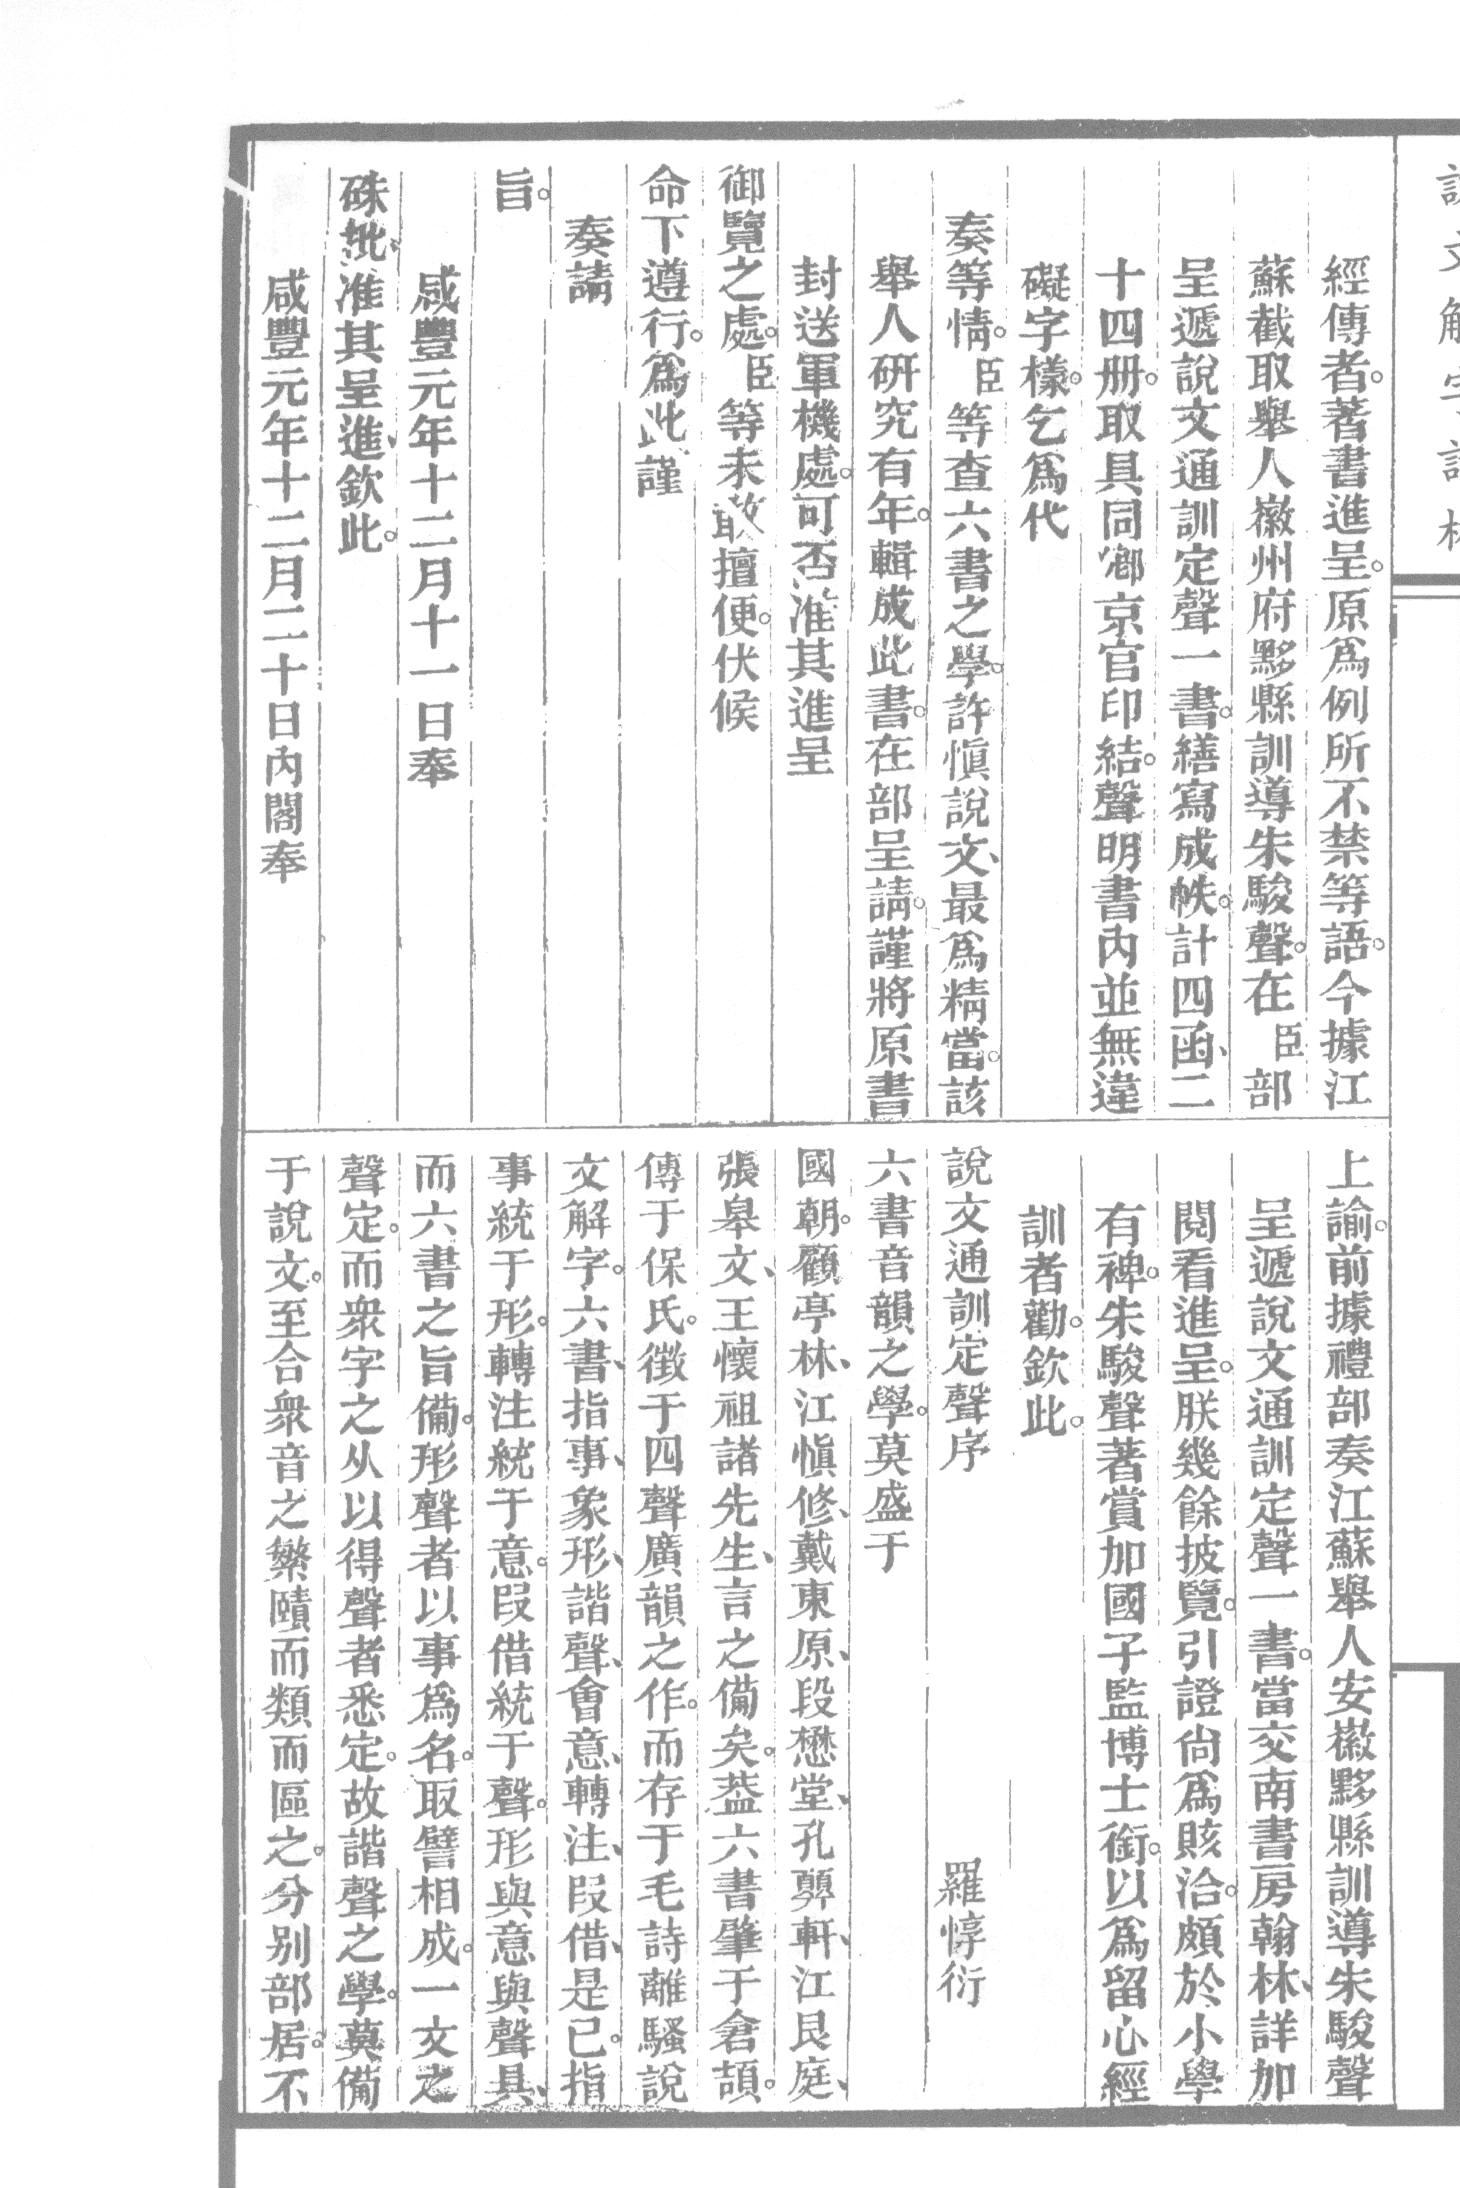 說文解字詁林
經傳者。著書進呈。原爲例所不禁等語。今據江
蘇截取舉人徽州府黟縣訓導朱駿聲。在臣部
呈遞說文通訓定聲一書。繕寫成帙。計四函、二
十四册。取具同鄉京官印結。聲明書內並無違
礙字樣。乞爲代
奏等情。臣等查六書之學。許愼說文、最爲精當。該
舉人研究有年。輯成此書。在部呈請。謹將原書
封送軍機處。可否准其進呈
御覽之處。臣等未敢擅便。伏候
命下遵行。爲此謹
奏請
旨。
咸豐元年十二月十一日奉
硃批、准其呈進、欽此。
咸豐元年十二月二十日內閣奉
上諭。前據禮部奏江蘇舉人安徽黟縣訓導朱駿聲
呈遞說文通訓定聲一書。當交南書房翰林、詳加
閱看進呈。朕幾餘披覽。引證尙爲賅洽。頗於小學
有裨。朱駿聲著賞加國子監博士銜。以爲留心經
訓者勸。欽此。
說文通訓定聲序　羅惇衍
六書音韻之學。莫盛于
國朝。顧亭林、江愼修、戴東原、段懋堂、孔顨軒、江艮庭、
張皋文、王懷祖諸先生、言之備矣。葢六書肇于倉頡。
傳于保氏。徵于四聲廣韻之作。而存于毛詩離騷說
文解字。六書、指事、象形、諧聲、會意、轉注、叚借、是已。指
事統于形。轉注統于意。叚借統于聲。形與意與聲具、
而六書之旨備。形聲者以事爲名。取譬相成。一文之
聲定。而衆字之从以得聲者悉定。故諧聲之學。莫備
于說文。至合衆音之繁賾而類而區之。分別部居。不